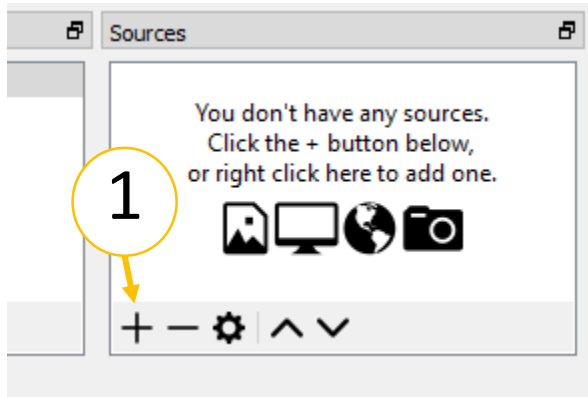 Sources
You don't have any sources.
Click the + button below,
or right click here to add one.
1